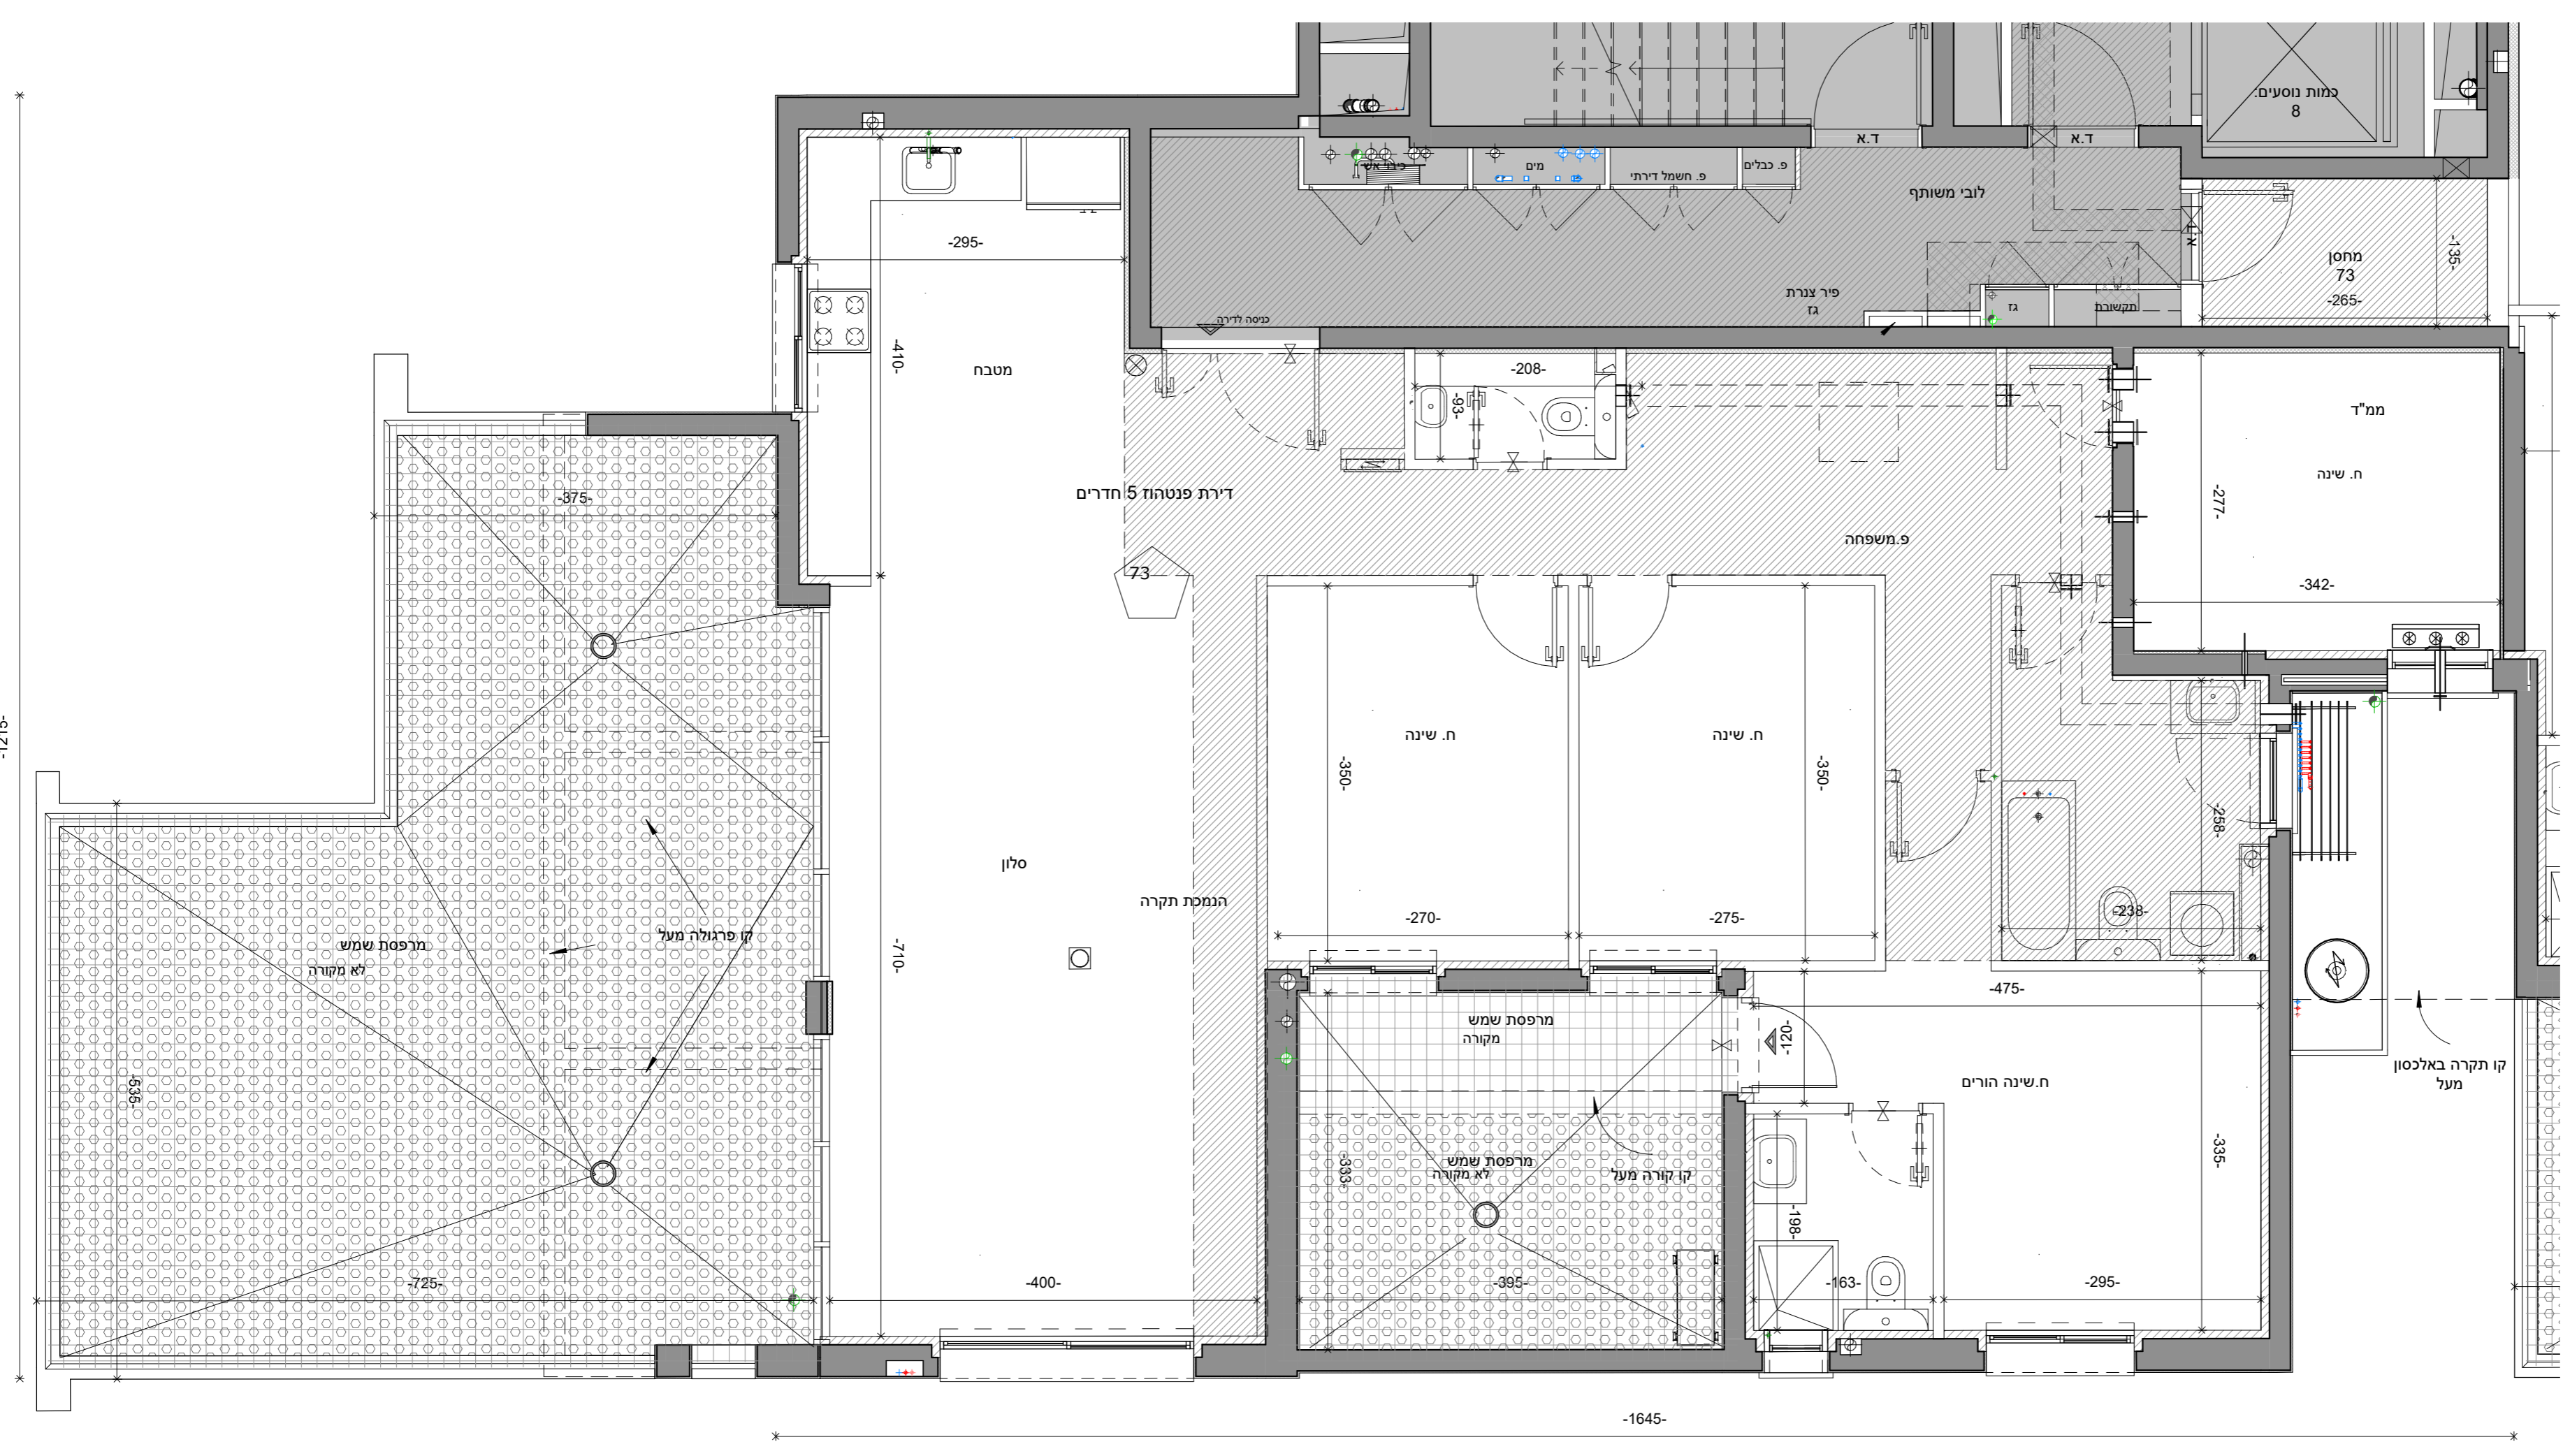 כמות נוסעים:
8
ד.א
ד.א
כיבוי אש
מים
פ. חשמל דירתי
פ. כבלים
לובי משותף
ד.א
מחסן
73
-265-
-135-
-295-
פיר צנרת
גז
גז
תקשורת
כניסה לדירה
-410-
מטבח
-208-
-93-
ממ"ד
ח. שינה
-277-
-342-
-375-
דירת פנטהוז 5 חדרים
73
פ.משפחה
-1215-
ח. שינה
ח. שינה
-350-
-350-
-258-
סלון
הנמכת תקרה
-270-
-275-
-238-
קו פרגולה מעל
מרפסת שמש
לא מקורה
-710-
-475-
מרפסת שמש
מקורה
-120-
ח.שינה הורים
קו תקרה באלכסון
מעל
-535-
-333-
מרפסת שמש
לא מקורה
קו קורה מעל
-335-
-198-
-725-
-400-
-395-
-163-
-295-
-1645-